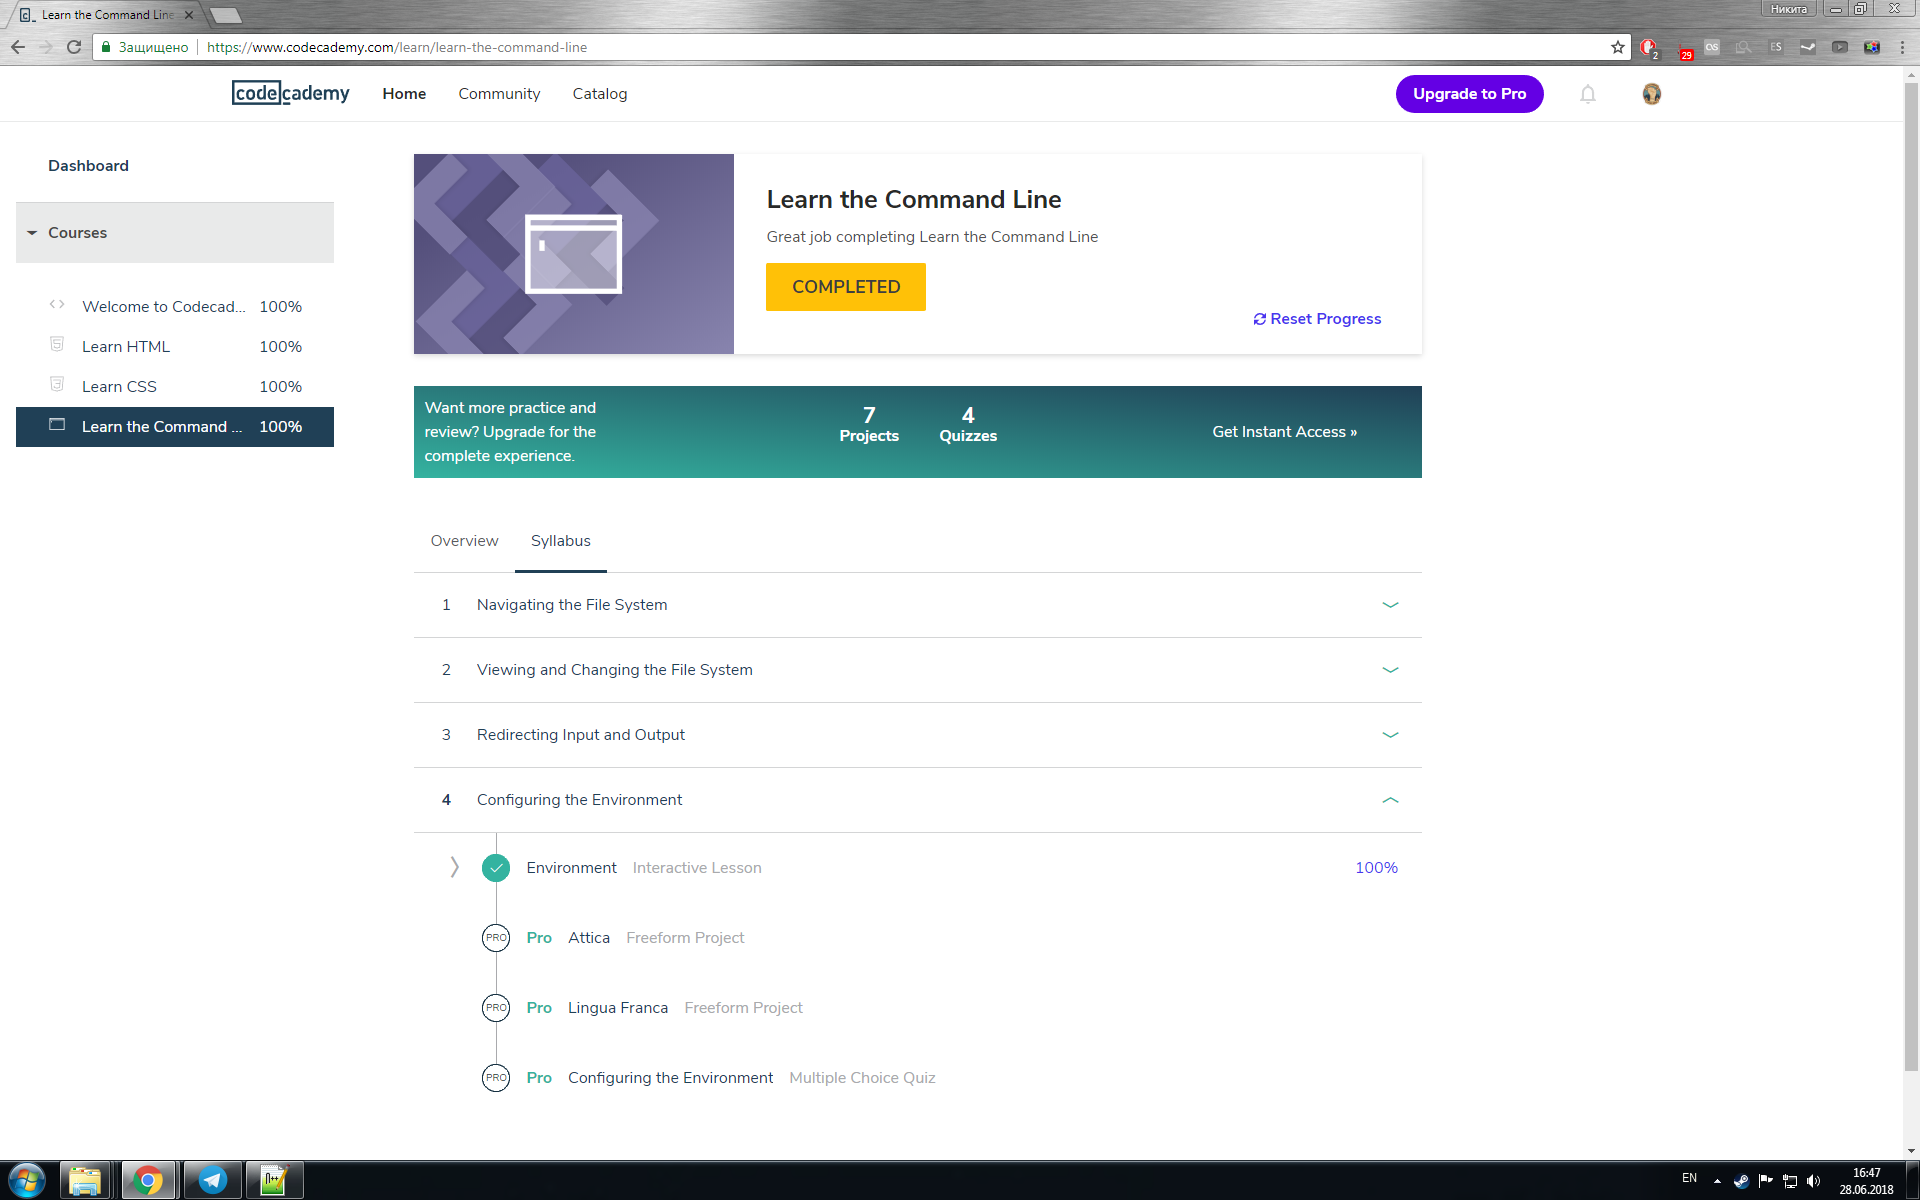 Learn the Command Line
Никита
Защищено https://www.codecademy.com/learn/learn-the-command-line
2
29
OS
ES
codecademy Home Community Catalog Upgrade to Pro
Dashboard
Courses
Welcome to Codecad... 100%
Learn HTML 100%
Learn CSS 100%
Learn the Command ... 100%
Learn the Command Line
Great job completing Learn the Command Line
COMPLETED
Reset Progress
Want more practice and
review? Upgrade for the
complete experience.
7
Projects
4
Quizzes
Get Instant Access »
Overview Syllabus
1 Navigating the File System
2 Viewing and Changing the File System
3 Redirecting Input and Output
4 Configuring the Environment
Environment Interactive Lesson 100%
PRO Pro Attica Freeform Project
PRO Pro Lingua Franca Freeform Project
PRO Pro Configuring the Environment Multiple Choice Quiz
EN
16:47
28.06.2018